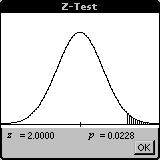 Z-Test
z = 2.0000 p = 0.0228
OK